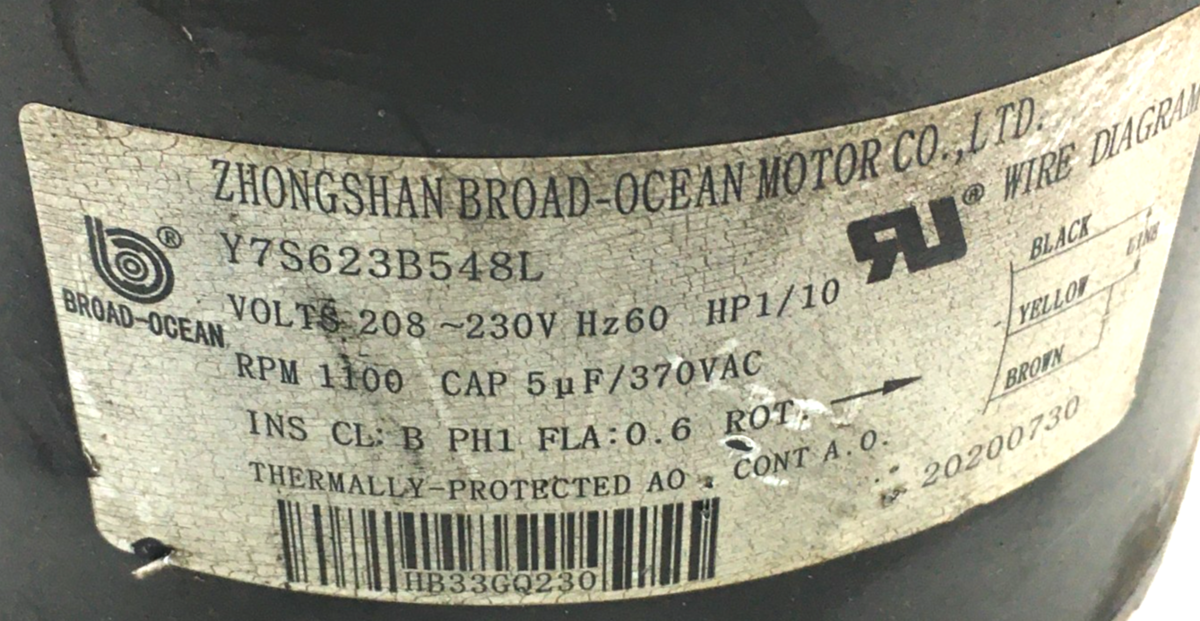 ZHONGSHAN BROAD-OCEAN MOTOR CO.,LTD.
®
BROAD-OCEAN
Y7S623B548L
VOLTS 208~230V Hz60 HP1/10
RPM 1100 CAP 5μF/370VAC
INS CL: B PH1 FLA:0.6 ROT.
THERMALLY-PROTECTED AO. CONT A.O.
HB33GQ230
® WIRE DIAGRAM
BLACK
LINE
YELLOW
BROWN
20200730